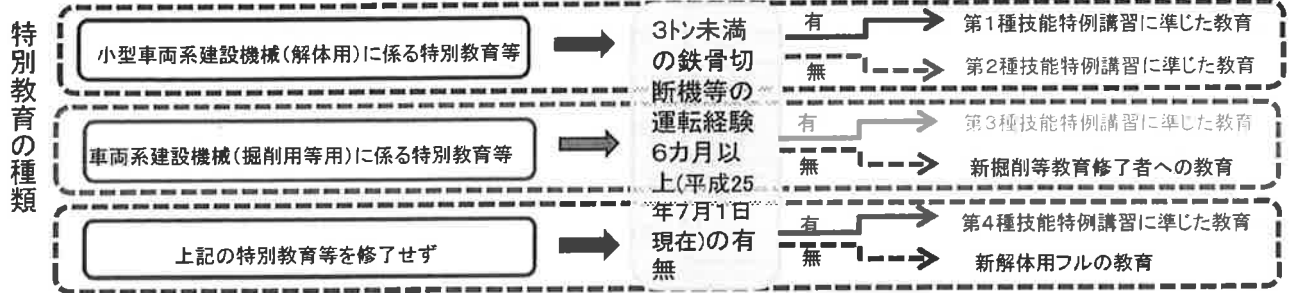 特別教育の種類
小型車両系建設機械(解体用)に係る特別教育等
車両系建設機械(掘削用等用)に係る特別教育等
上記の特別教育等を修了せず
3トン未満
の鉄骨切
断機等の
運転経験
6カ月以
上(平成25
年7月1日
現在)の有
無
有
第1種技能特例講習に準じた教育
無
第2種技能特例講習に準じた教育
有
第3種技能特例講習に準じた教育
無
新掘削等教育修了者への教育
有
第4種技能特例講習に準じた教育
無
新解体用フルの教育